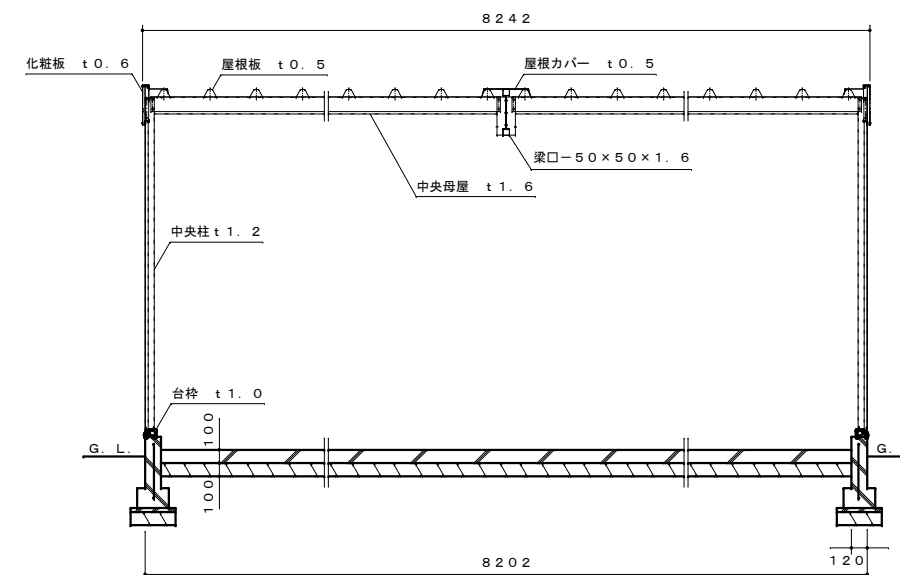 ８２４２
化粧板　ｔ０．６
屋根板　ｔ０．５
屋根カバー　ｔ０．５
梁口－５０×５０×１．６
中央母屋　ｔ１．６
中央柱ｔ１．２
台枠　ｔ１．０
１００
Ｇ．Ｌ．
Ｇ．
１００
８２０２
１２０